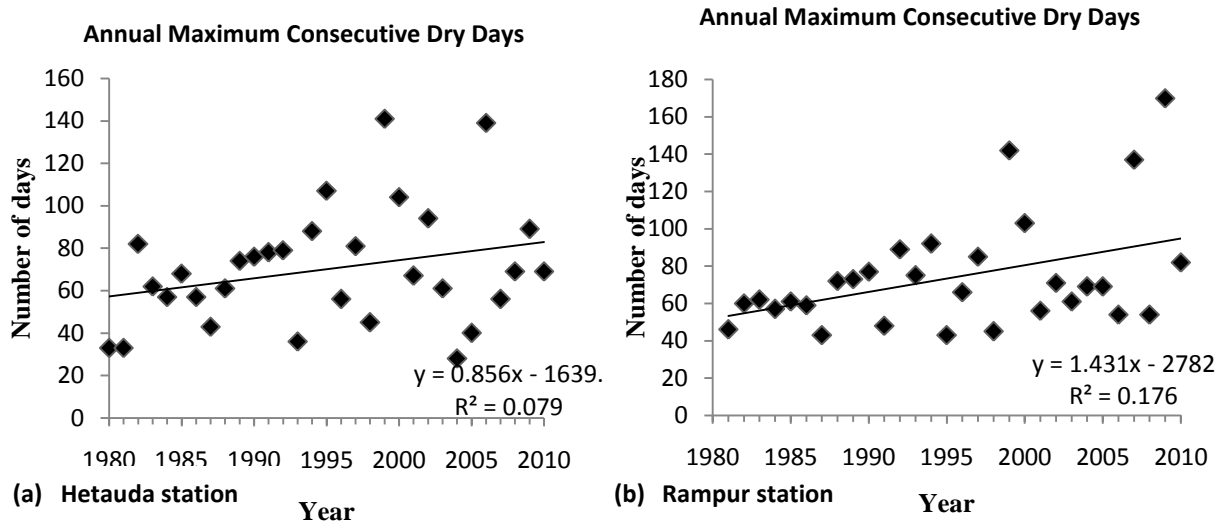 Annual Maximum Consecutive Dry Days
160
140
120
100
80
60
40
20
0
Number of days
y = 0.856x - 1639.
R² = 0.079
1980 1985 1990 1995 2000 2005 2010
(a) Hetauda station
Year
Annual Maximum Consecutive Dry Days
180
160
140
120
100
80
60
40
20
0
Number of days
y = 1.431x - 2782
R² = 0.176
1980 1985 1990 1995 2000 2005 2010
(b) Rampur station
Year